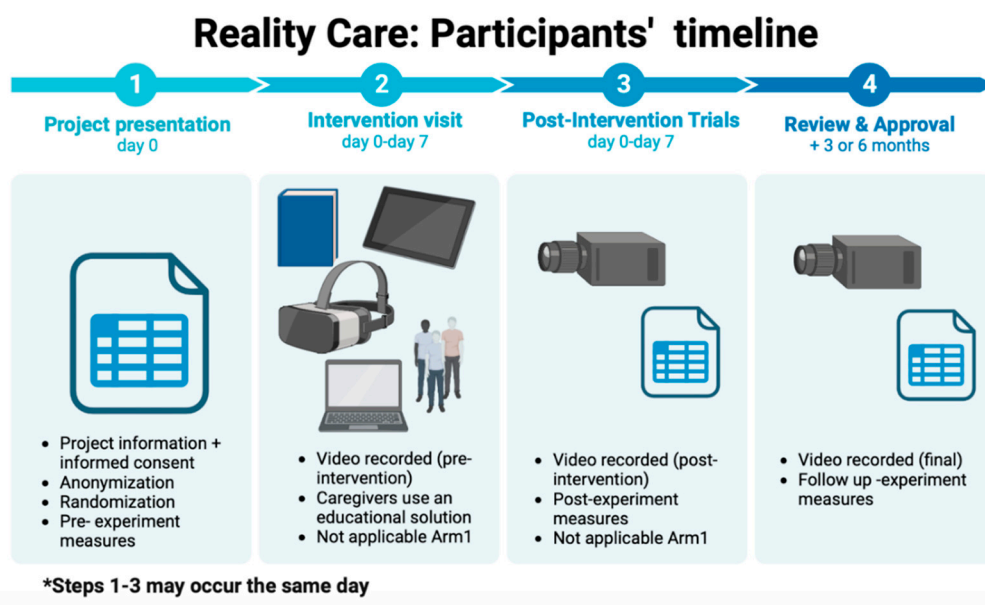 Reality Care: Participants' timeline
1
2
3
4
Project presentation
day 0
Intervention visit
day 0-day 7
Post-Intervention Trials
day 0-day 7
Review & Approval
+ 3 or 6 months
• Project information +
informed consent
• Anonymization
• Randomization
• Pre- experiment
measures
• Video recorded (pre-
intervention)
• Caregivers use an
educational solution
• Not applicable Arm1
• Video recorded (post-
intervention)
• Post-experiment
measures
• Not applicable Arm1
• Video recorded (final)
• Follow up -experiment
measures
*Steps 1-3 may occur the same day